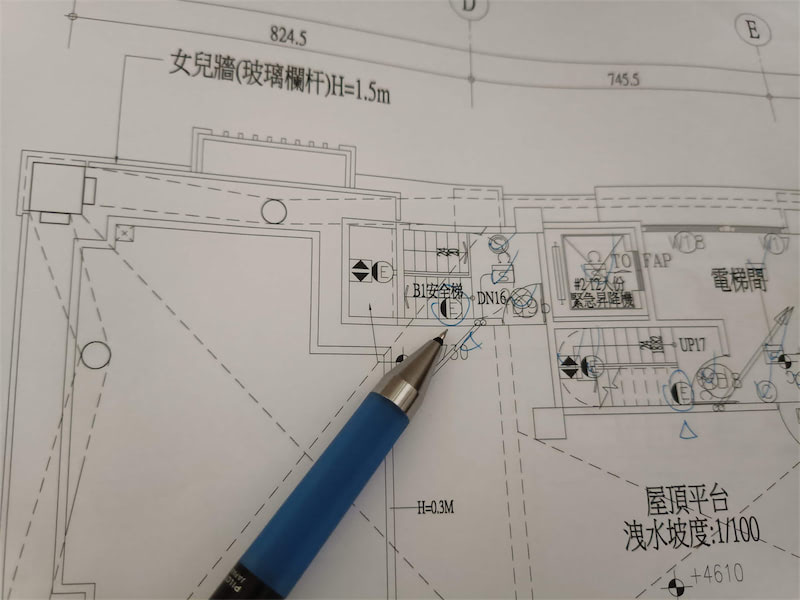 D
E
824.5
745.5
女兒牆(玻璃欄杆)H=1.5m
E
B1安全梯
DN16
E
TO FAP
#2-12人份
緊急昇降機
電梯間
UP17
E
H=0.3M
屋頂平台
洩水坡度:1/100
+4610